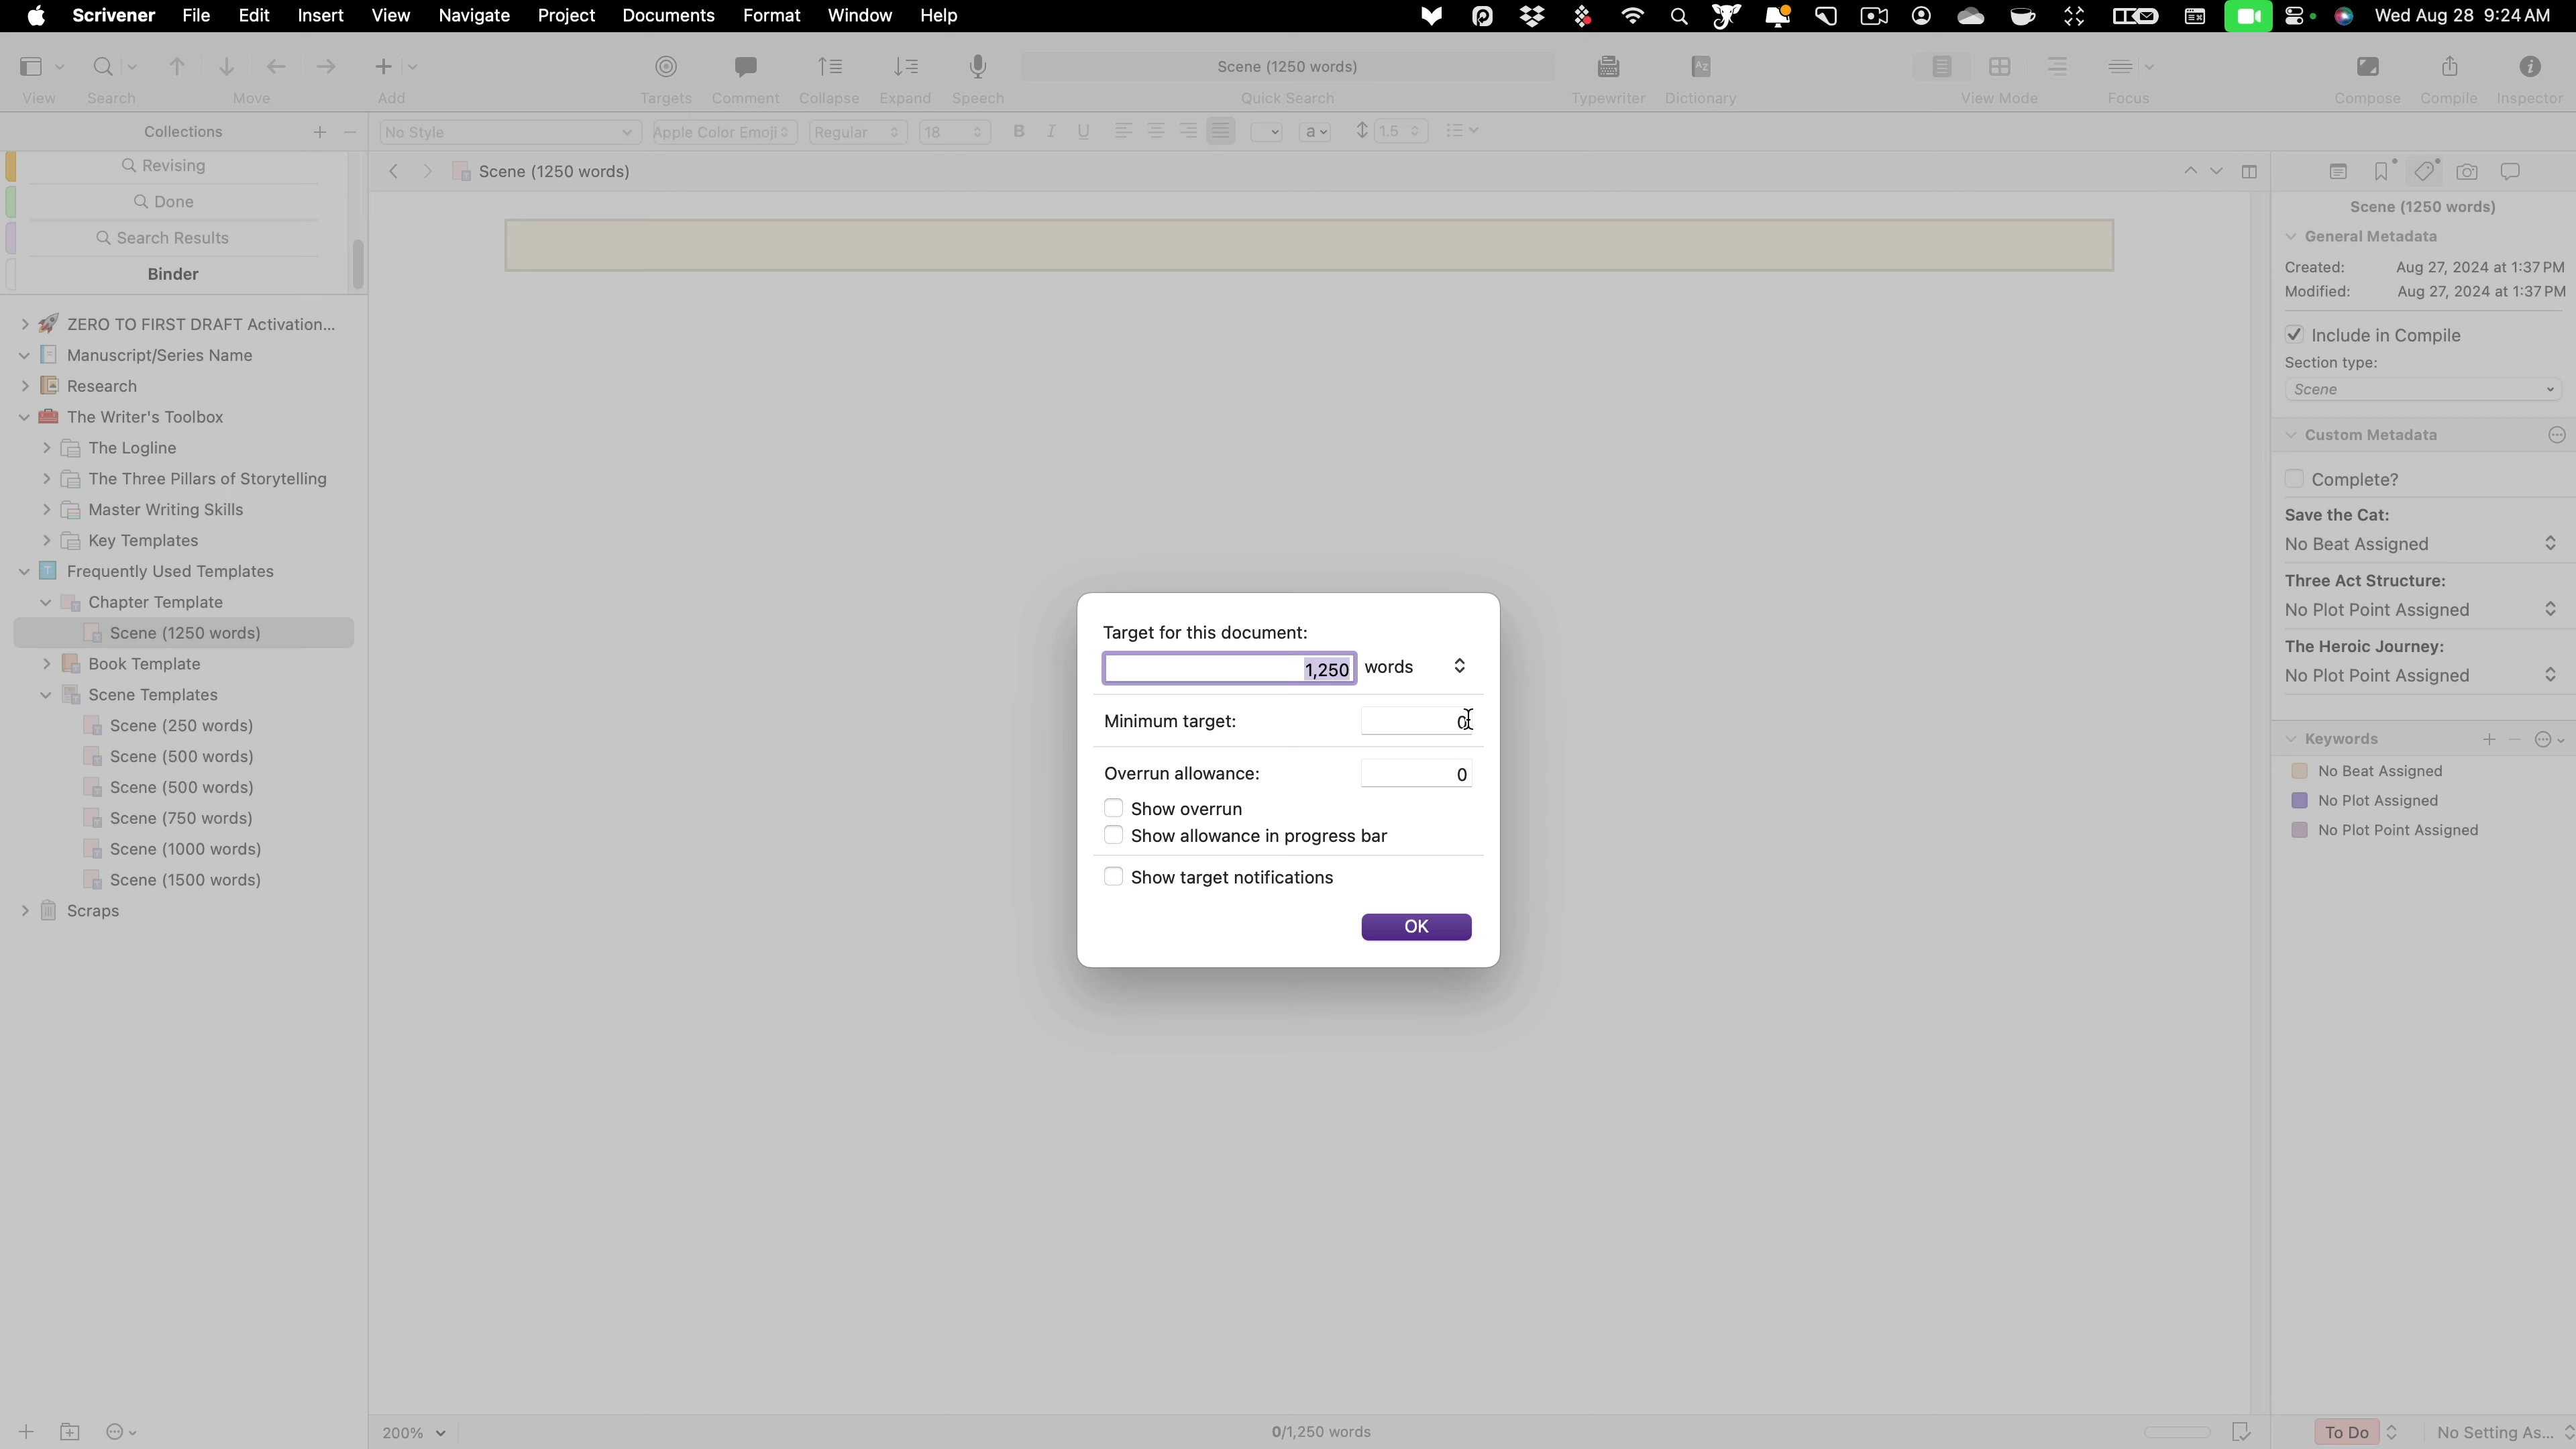 Scrivener File Edit Insert View Navigate Project Documents Format Window Help Wed Aug 28 9:24 AM
Scene (1250 words)
View Search Move Add Targets Comment Collapse Expand Speech Quick Search Typewriter Dictionary View Mode Focus Compose Compile Inspector
Collections
No Style Apple Color Emoji Regular 18 B I U a 1.5
Revising
Done
Search Results
Binder
ZERO TO FIRST DRAFT Activation...
Manuscript/Series Name
Research
The Writer's Toolbox
The Logline
The Three Pillars of Storytelling
Master Writing Skills
Key Templates
Frequently Used Templates
Chapter Template
Scene (1250 words)
Book Template
Scene Templates
Scene (250 words)
Scene (500 words)
Scene (500 words)
Scene (750 words)
Scene (1000 words)
Scene (1500 words)
Scraps
Scene (1250 words)
Target for this document:
1,250 words
Minimum target: 0
Overrun allowance: 0
Show overrun
Show allowance in progress bar
Show target notifications
OK
200%
0/1,250 words
Scene (1250 words)
General Metadata
Created: Aug 27, 2024 at 1:37 PM
Modified: Aug 27, 2024 at 1:37 PM
Include in Compile
Section type:
Scene
Custom Metadata
Complete?
Save the Cat:
No Beat Assigned
Three Act Structure:
No Plot Point Assigned
The Heroic Journey:
No Plot Point Assigned
Keywords
No Beat Assigned
No Plot Assigned
No Plot Point Assigned
To Do No Setting As...